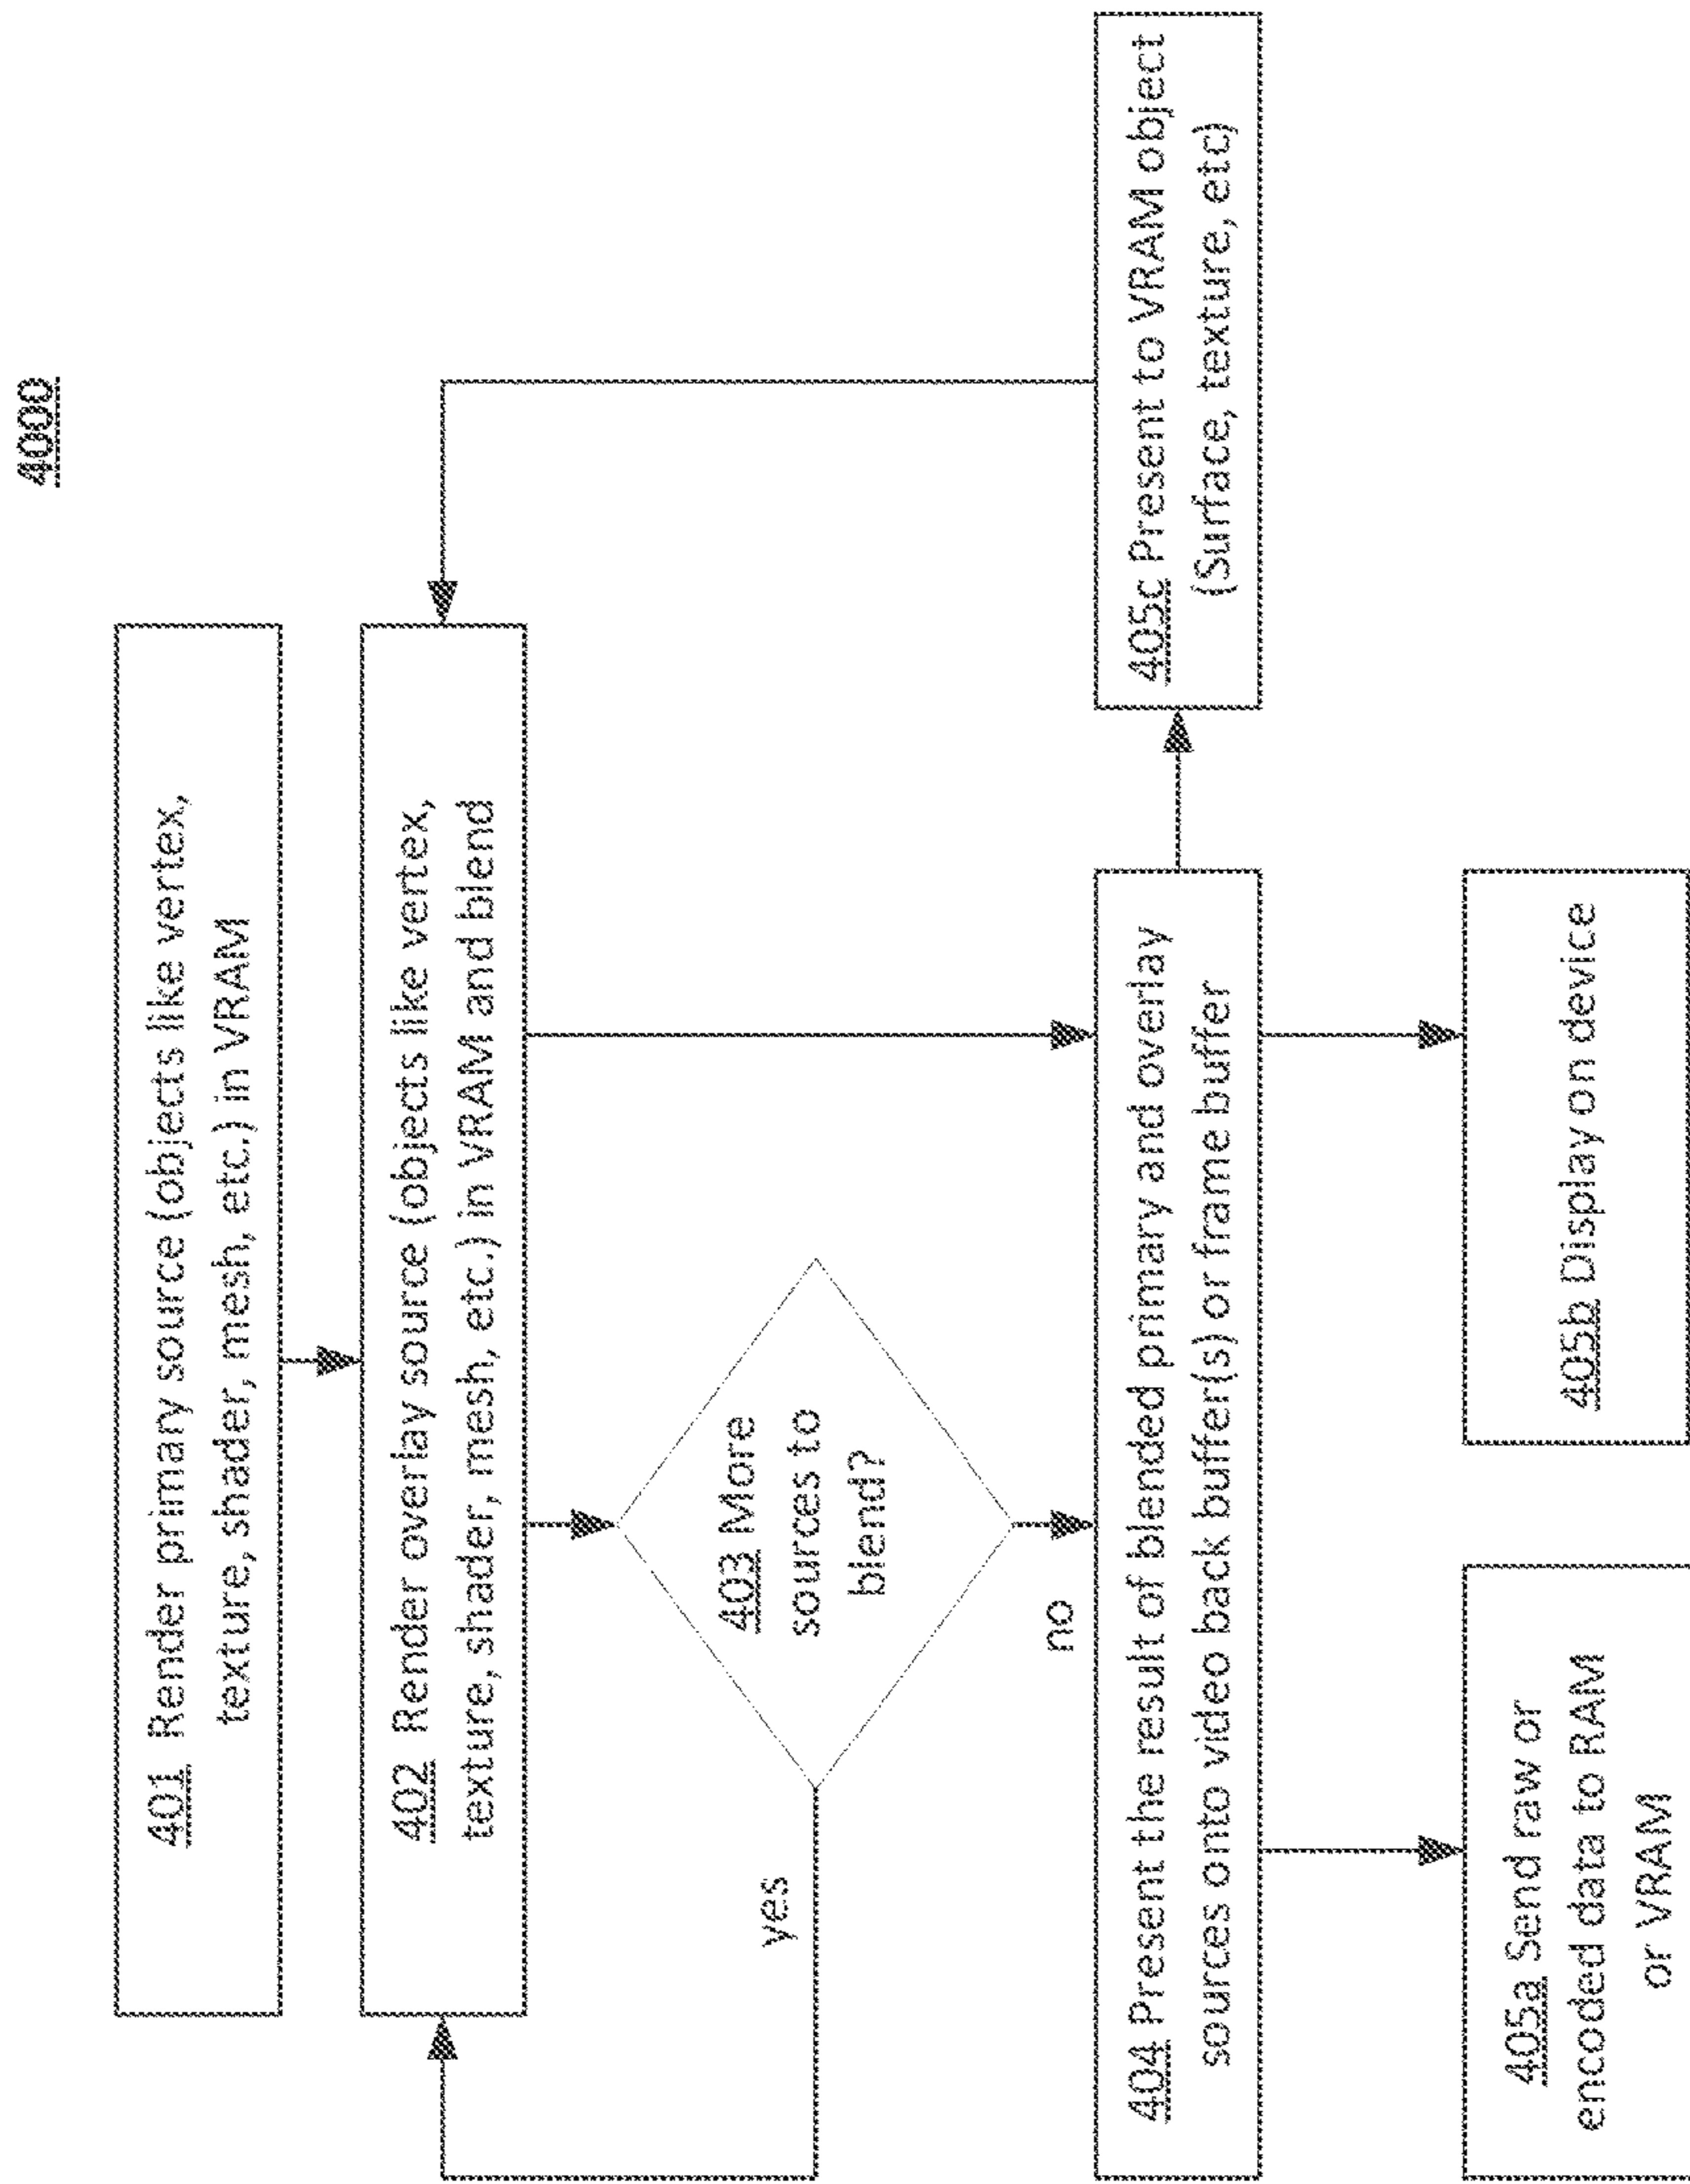 4000
401 Render primary source (objects like vertex,
texture, shader, mesh, etc.) in VRAM
402 Render overlay source (objects like vertex,
texture, shader, mesh, etc.) in VRAM and blend
403 More
sources to
blend?
yes
no
404 Present the result of blended primary and overlay
sources onto video back buffer(s) or frame buffer
405c Present to VRAM object
(Surface, texture, etc)
405a Send raw or
encoded data to RAM
or VRAM
405b Display on device